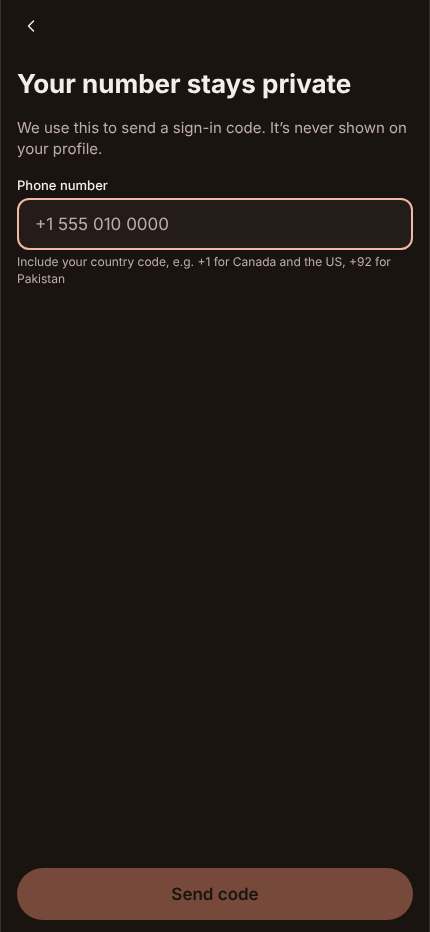 Your number stays private
We use this to send a sign-in code. It’s never shown on
your profile.
Phone number
+1 555 010 0000
Include your country code, e.g. +1 for Canada and the US, +92 for
Pakistan
Send code